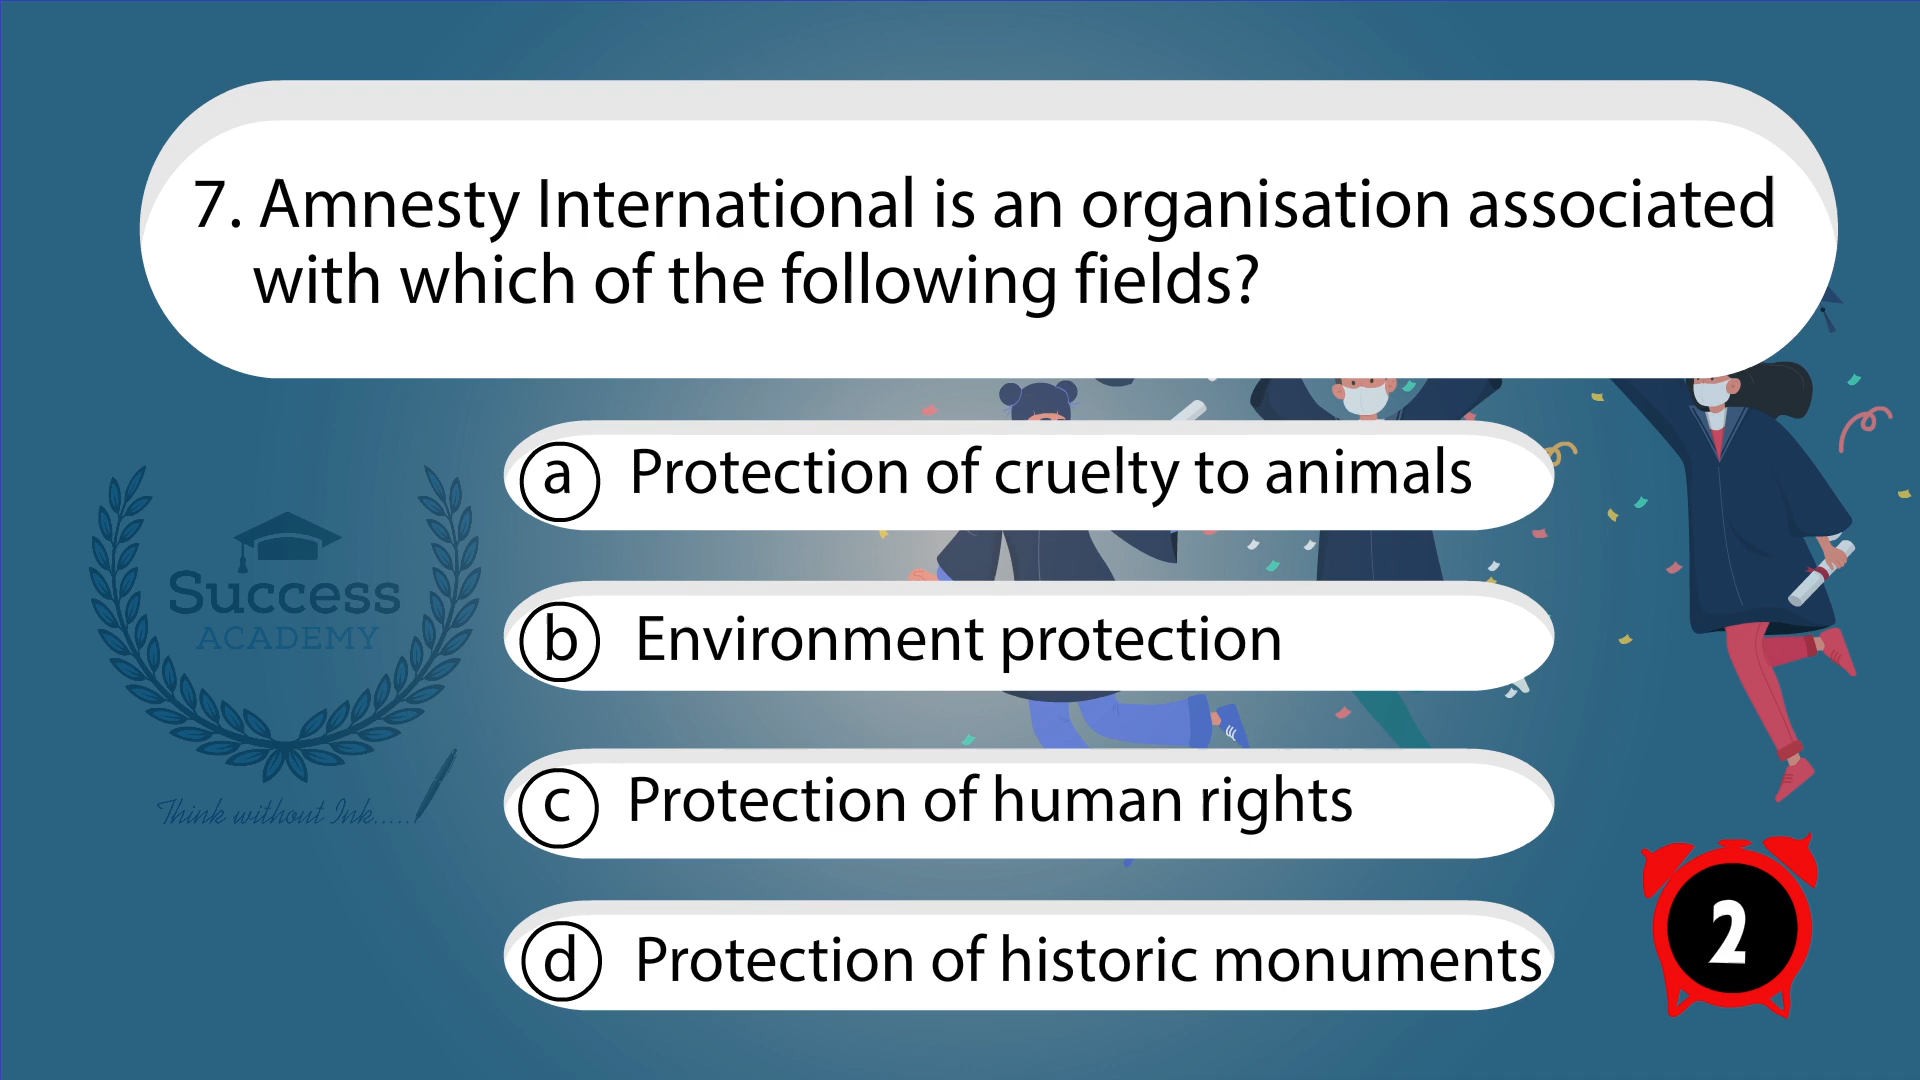 7. Amnesty International is an organisation associated
with which of the following fields?
a Protection of cruelty to animals
b Environment protection
c Protection of human rights
d Protection of historic monuments
Success
ACADEMY
Think without Ink.....
2